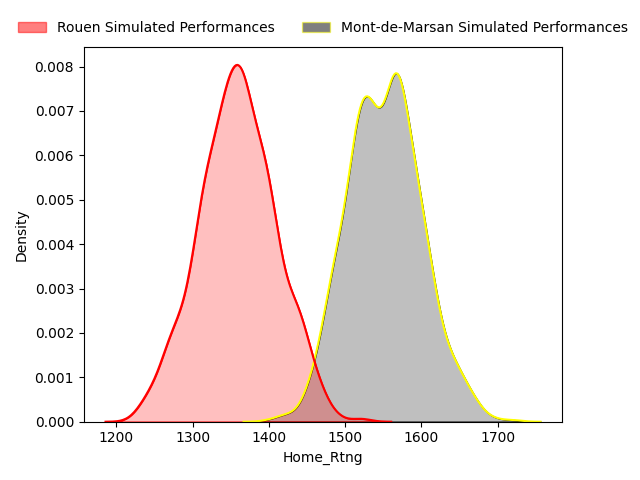 Rouen Simulated Performances
Mont-de-Marsan Simulated Performances
0.008
0.007
0.006
0.005
0.004
0.003
0.002
0.001
0.000
Density
1200 1300 1400 1500 1600 1700
Home_Rtng